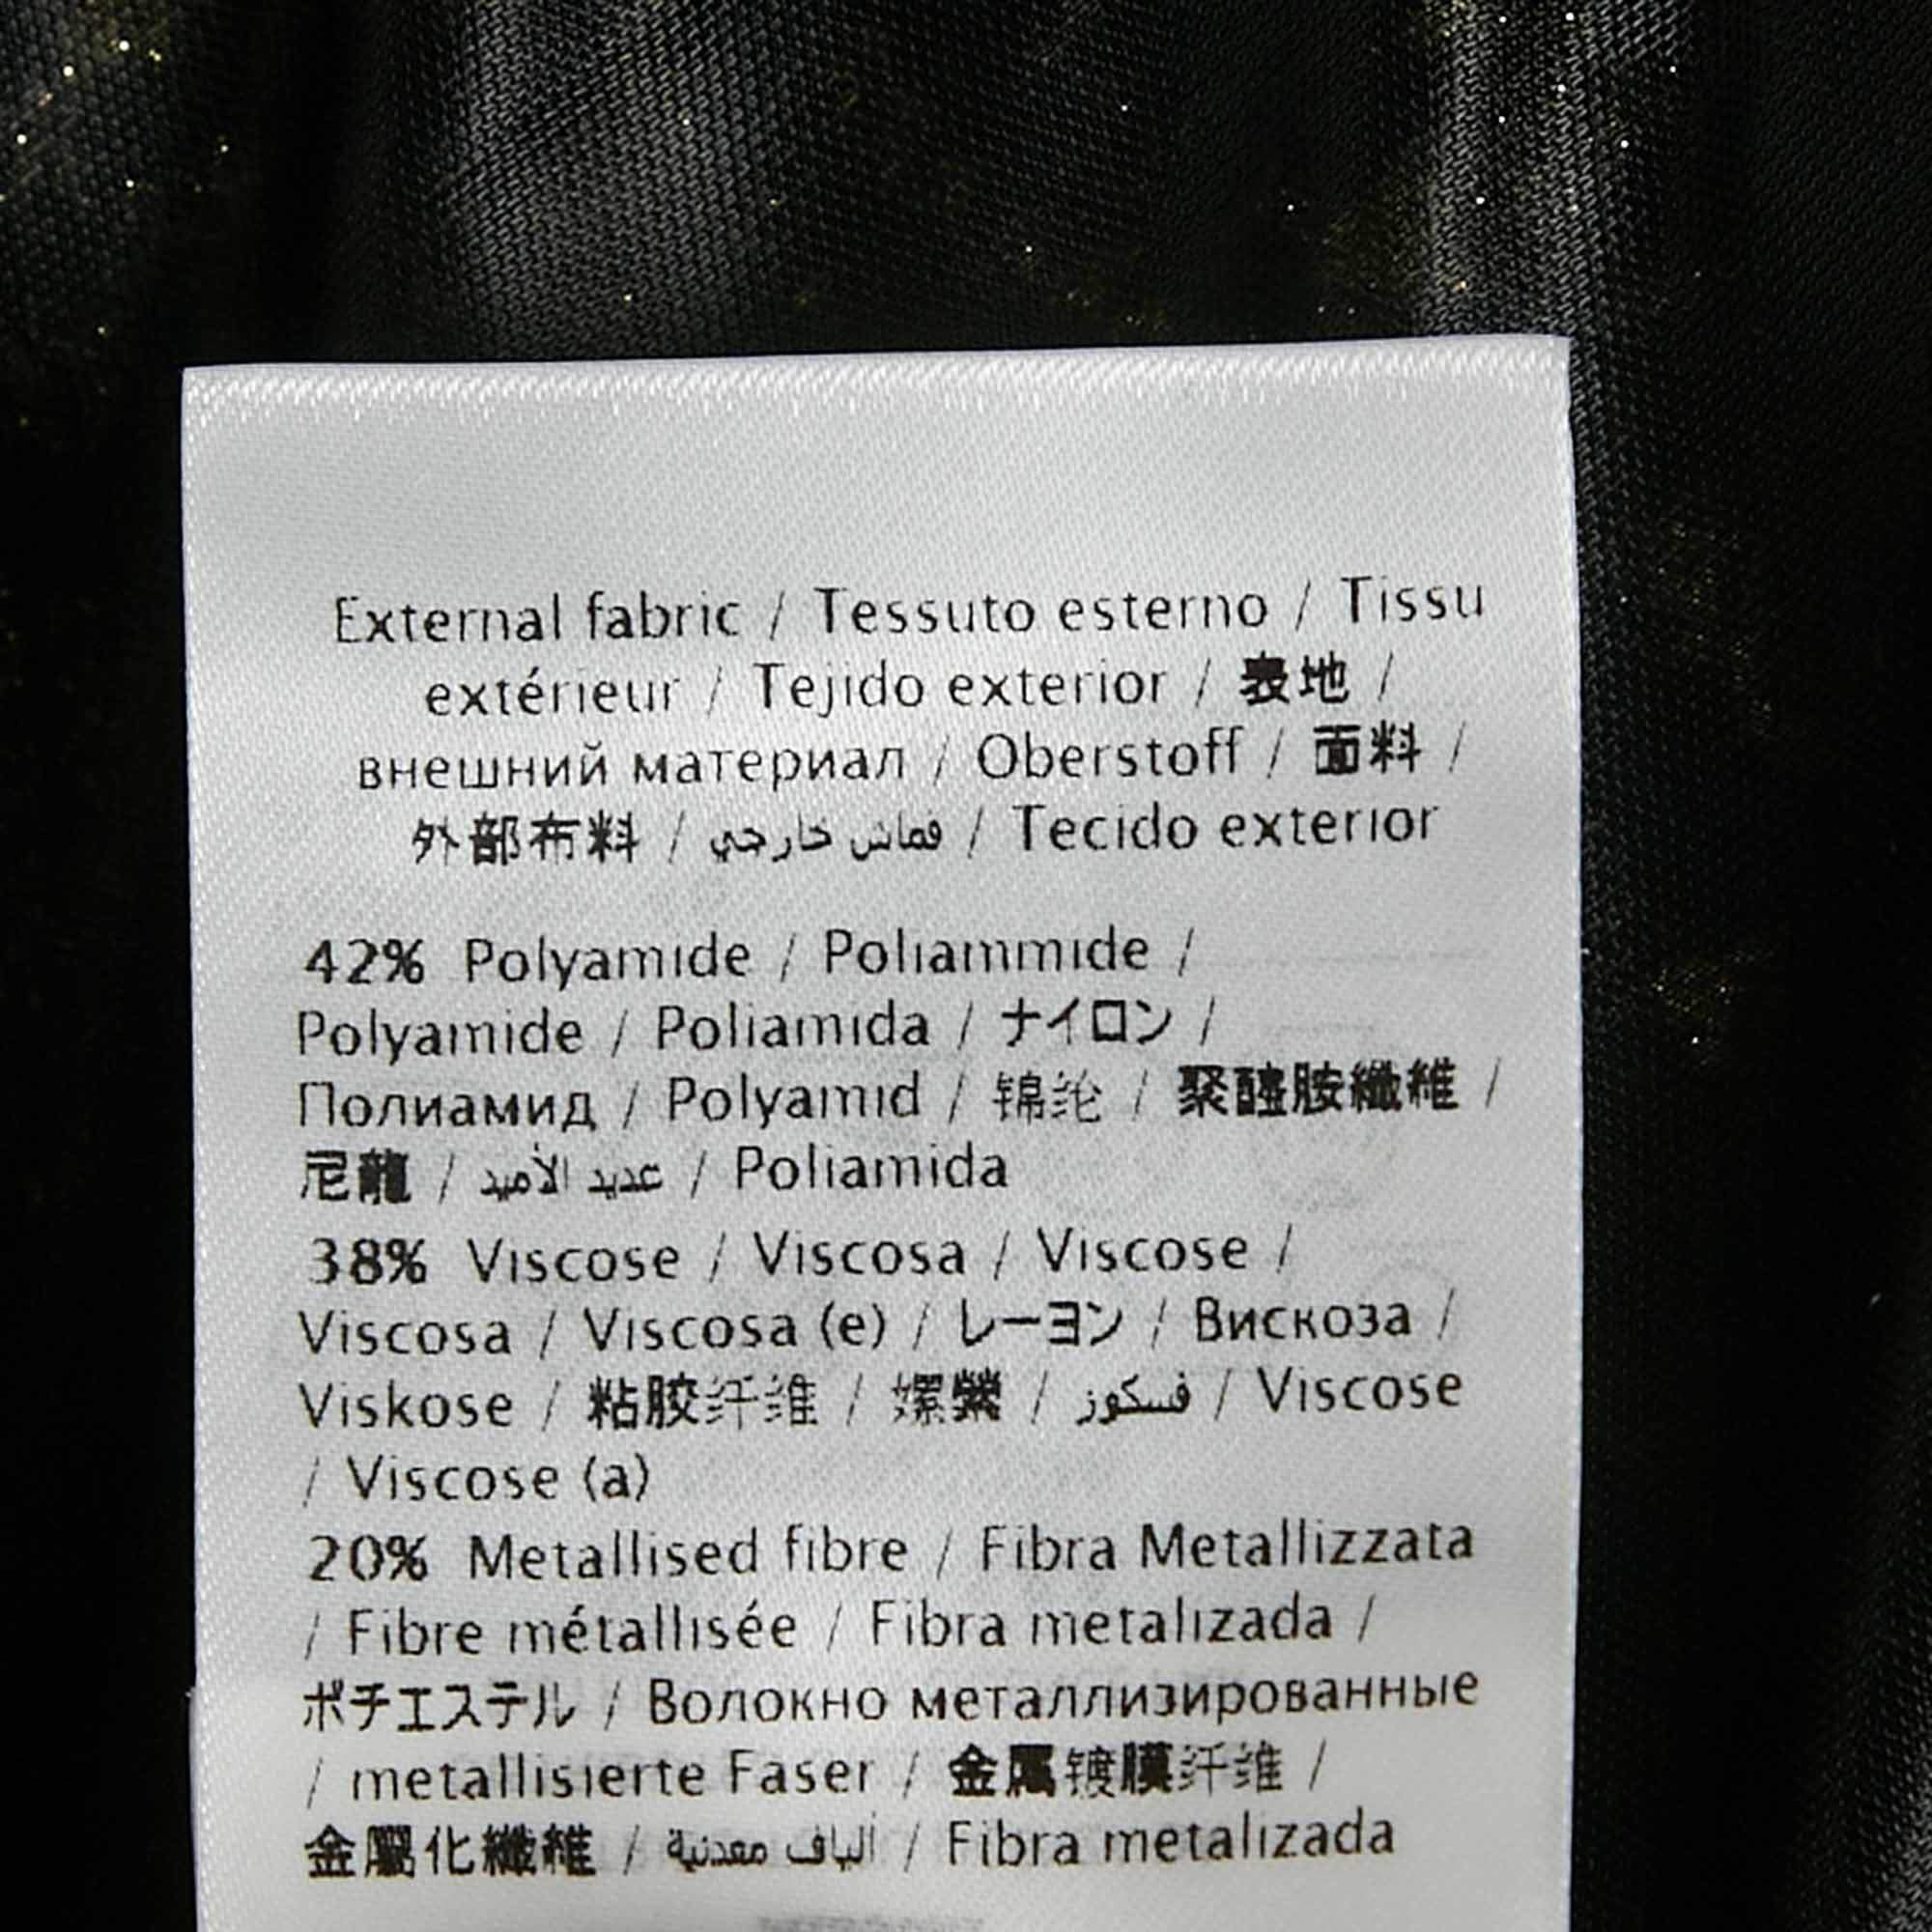 External fabric / Tessuto esterno / Tissu
extérieur / Tejido exterior / 表地 /
внешний материал / Oberstoff / 面料 /
外部布料 / قماش خارجي / Tecido exterior
42% Polyamide / Poliammide /
Polyamide / Poliamida / ナイロン /
Полиамид / Polyamid / 锦纶 / 聚醯胺纖維 /
尼龍 / عديد الأميد / Poliamida
38% Viscose / Viscosa / Viscose /
Viscosa / Viscosa (e) / レーヨン / Вискоза /
Viskose / 粘胶纤维 / 嫘縈 / فسكوز / Viscose
/ Viscose (a)
20% Metallised fibre / Fibra Metallizzata
/ Fibre métallisée / Fibra metalizada /
ポチエステル / Волокно металлизированные
/ metallisierte Faser / 金属镀膜纤维 /
金屬化纖維 / ألياف معدنية / Fibra metalizada